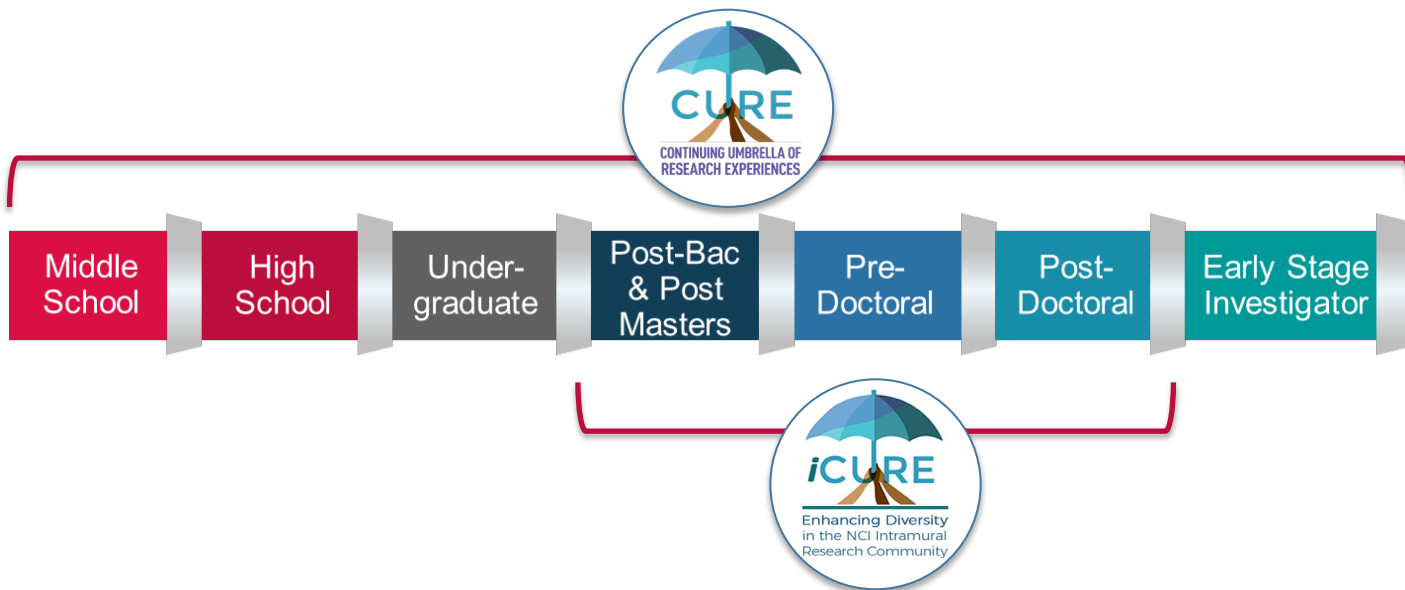 CURE
CONTINUING UMBRELLA OF
RESEARCH EXPERIENCES
Middle
School
High
School
Under-
graduate
Post-Bac
& Post
Masters
Pre-
Doctoral
Post-
Doctoral
Early Stage
Investigator
iCURE
Enhancing Diversity
in the NCI Intramural
Research Community